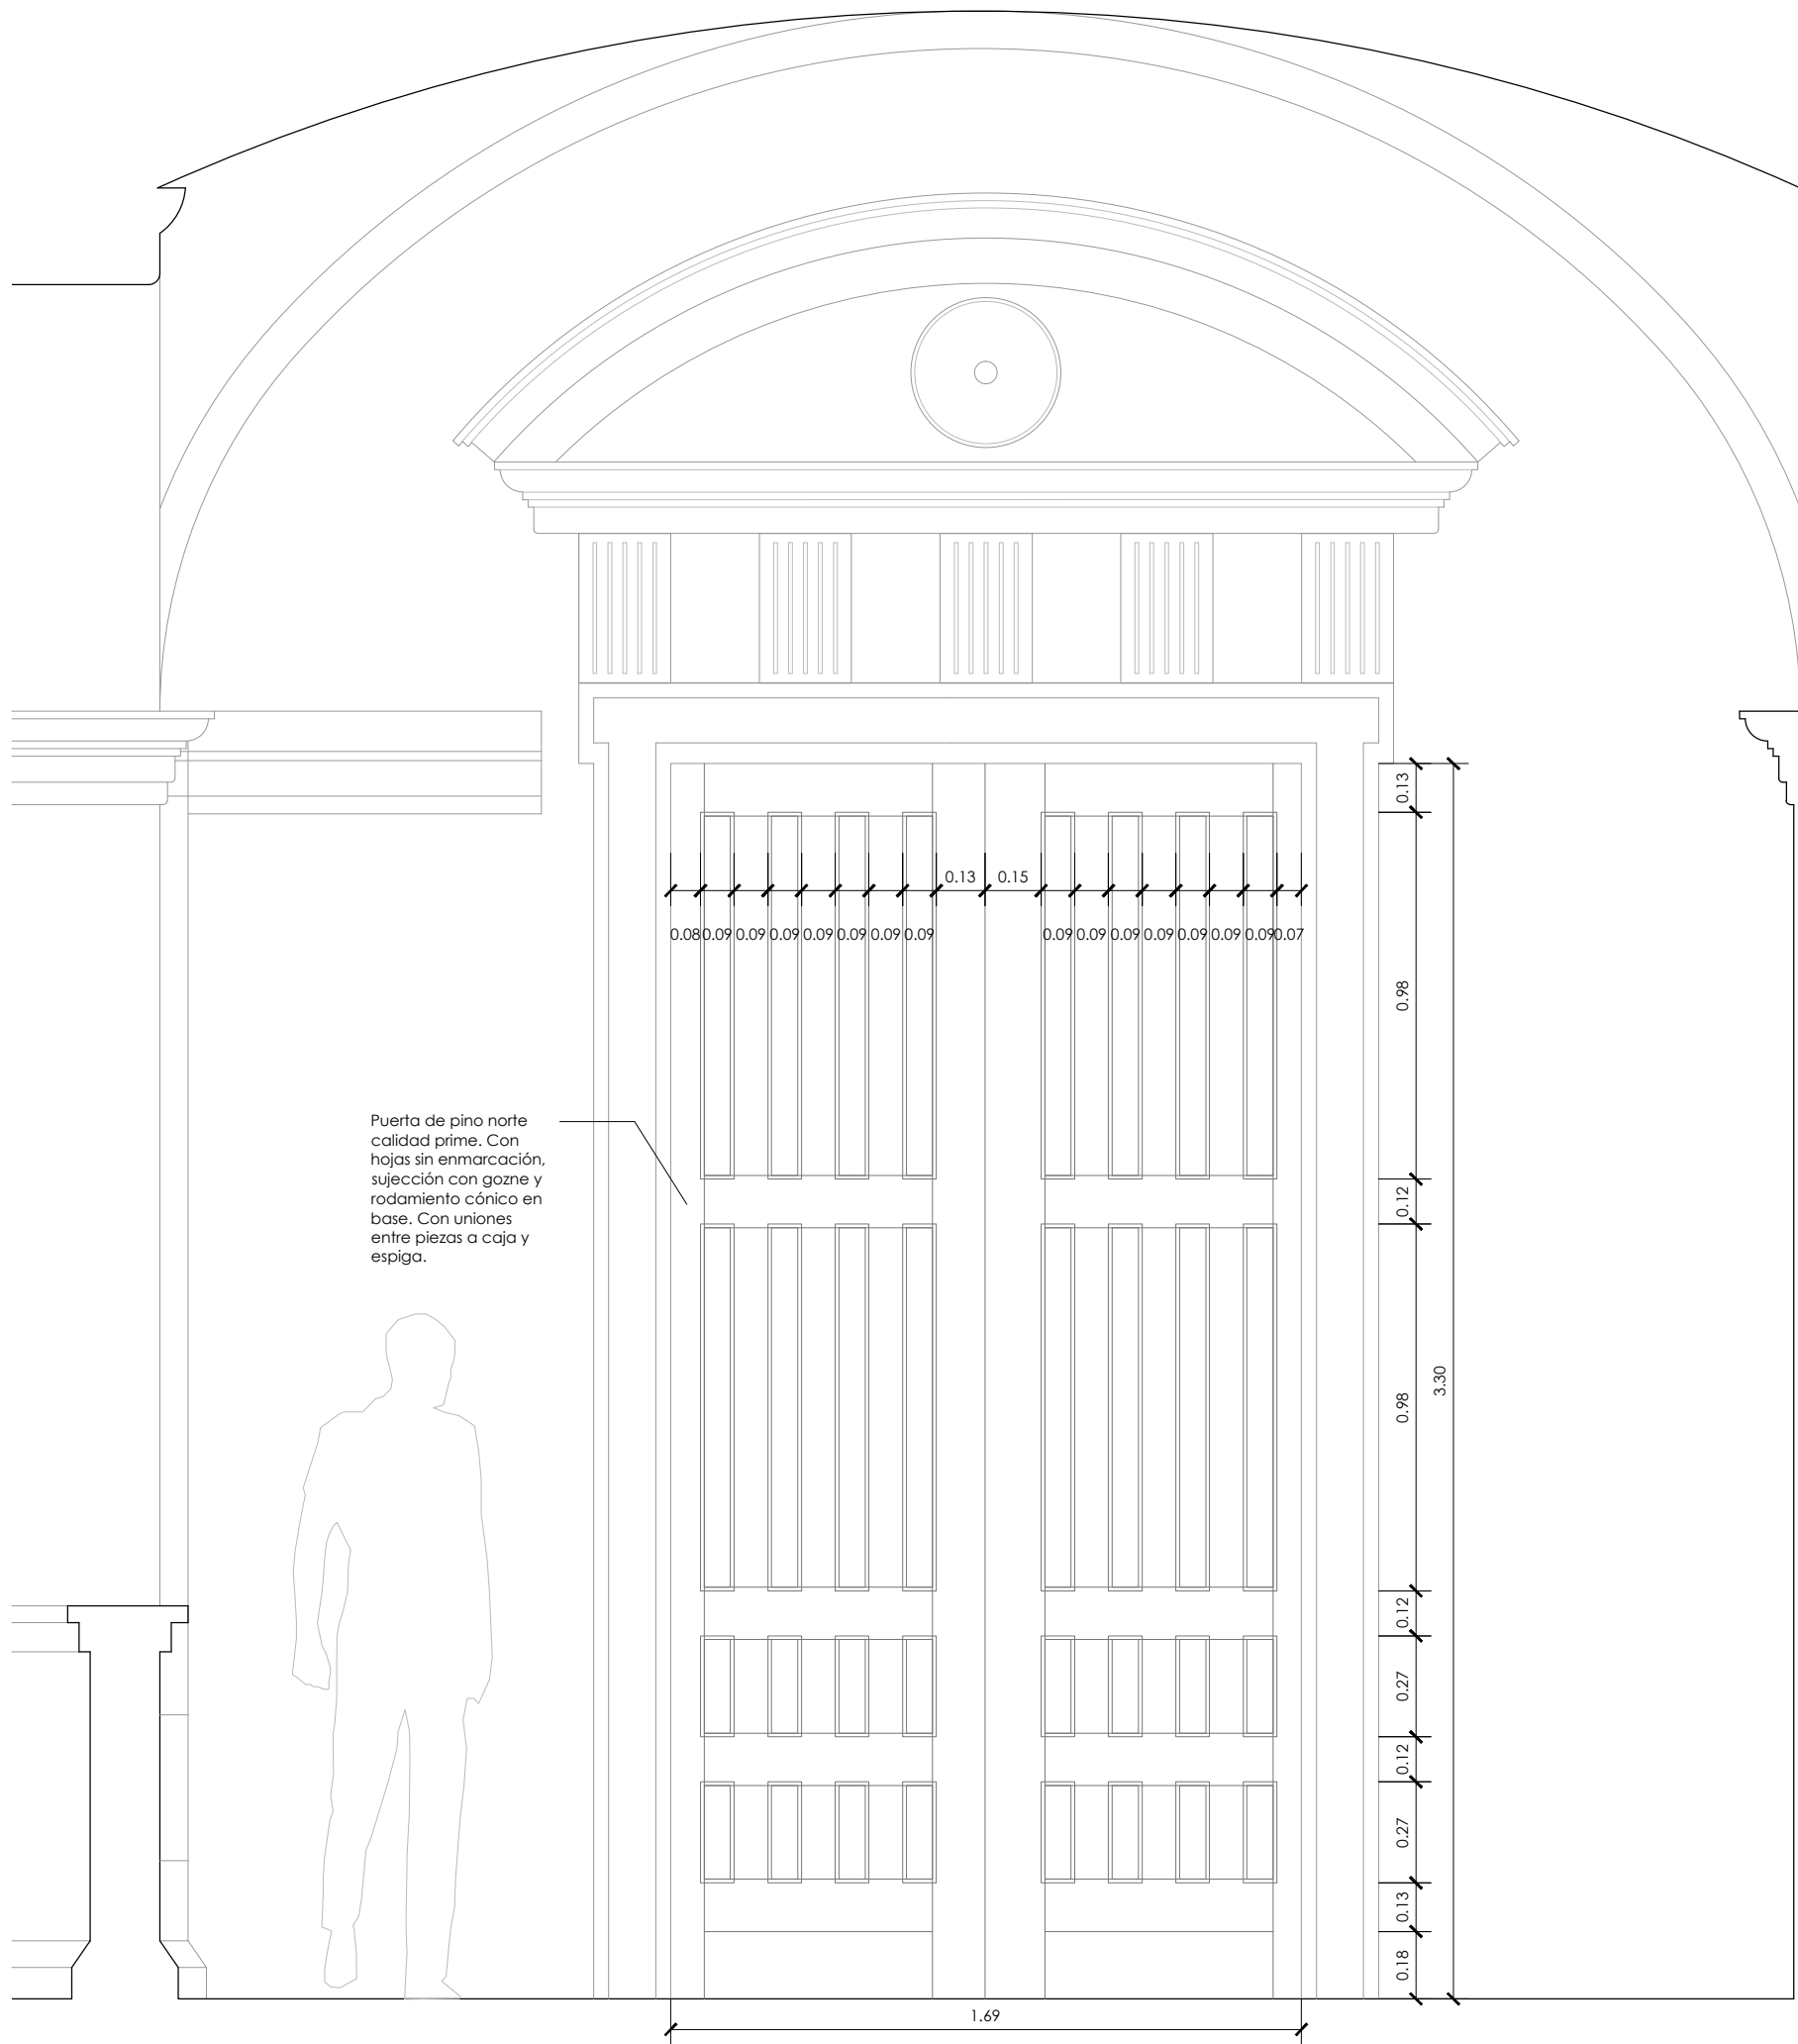 0.13
0.13 0.15
0.08 0.09 0.09 0.09 0.09 0.09 0.09 0.09 0.09 0.09 0.09 0.09 0.09 0.09 0.09 0.07
0.98
Puerta de pino norte
calidad prime. Con
hojas sin enmarcación,
sujección con gozne y
rodamiento cónico en
base. Con uniones
entre piezas a caja y
espiga.
0.12
0.98
3.30
0.12
0.27
0.12
0.27
0.13
0.18
1.69